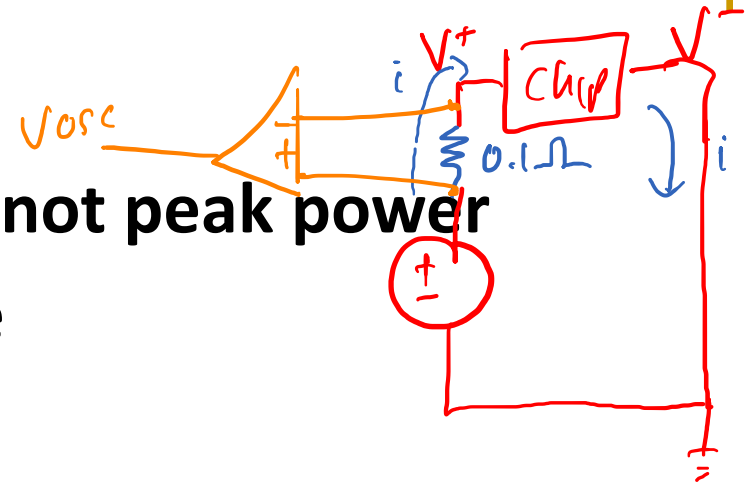 V+
V-
i
Chip
Vosc
-
+
0.1Ω
i
not peak power
+
-
e